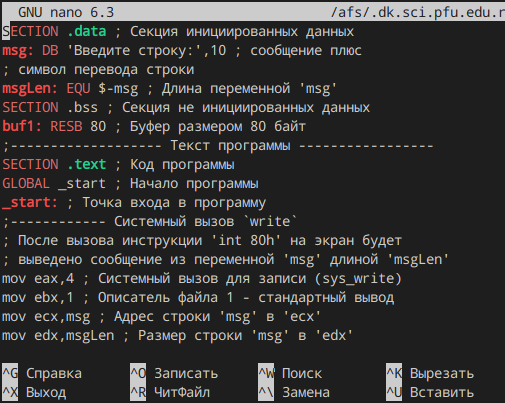 GNU nano 6.3 /afs/.dk.sci.pfu.edu.r
SECTION .data ; Секция инициированных данных
msg: DB 'Введите строку:',10 ; сообщение плюс
; символ перевода строки
msgLen: EQU $-msg ; Длина переменной 'msg'
SECTION .bss ; Секция не инициированных данных
buf1: RESB 80 ; Буфер размером 80 байт
;------------------- Текст программы -----------------
SECTION .text ; Код программы
GLOBAL _start ; Начало программы
_start: ; Точка входа в программу
;------------ Системный вызов `write`
; После вызова инструкции 'int 80h' на экран будет
; выведено сообщение из переменной 'msg' длиной 'msgLen'
mov eax,4 ; Системный вызов для записи (sys_write)
mov ebx,1 ; Описатель файла 1 - стандартный вывод
mov ecx,msg ; Адрес строки 'msg' в 'ecx'
mov edx,msgLen ; Размер строки 'msg' в 'edx'
^G Справка ^O Записать ^W Поиск ^K Вырезать
^X Выход ^R ЧитФайл ^\ Замена ^U Вставить